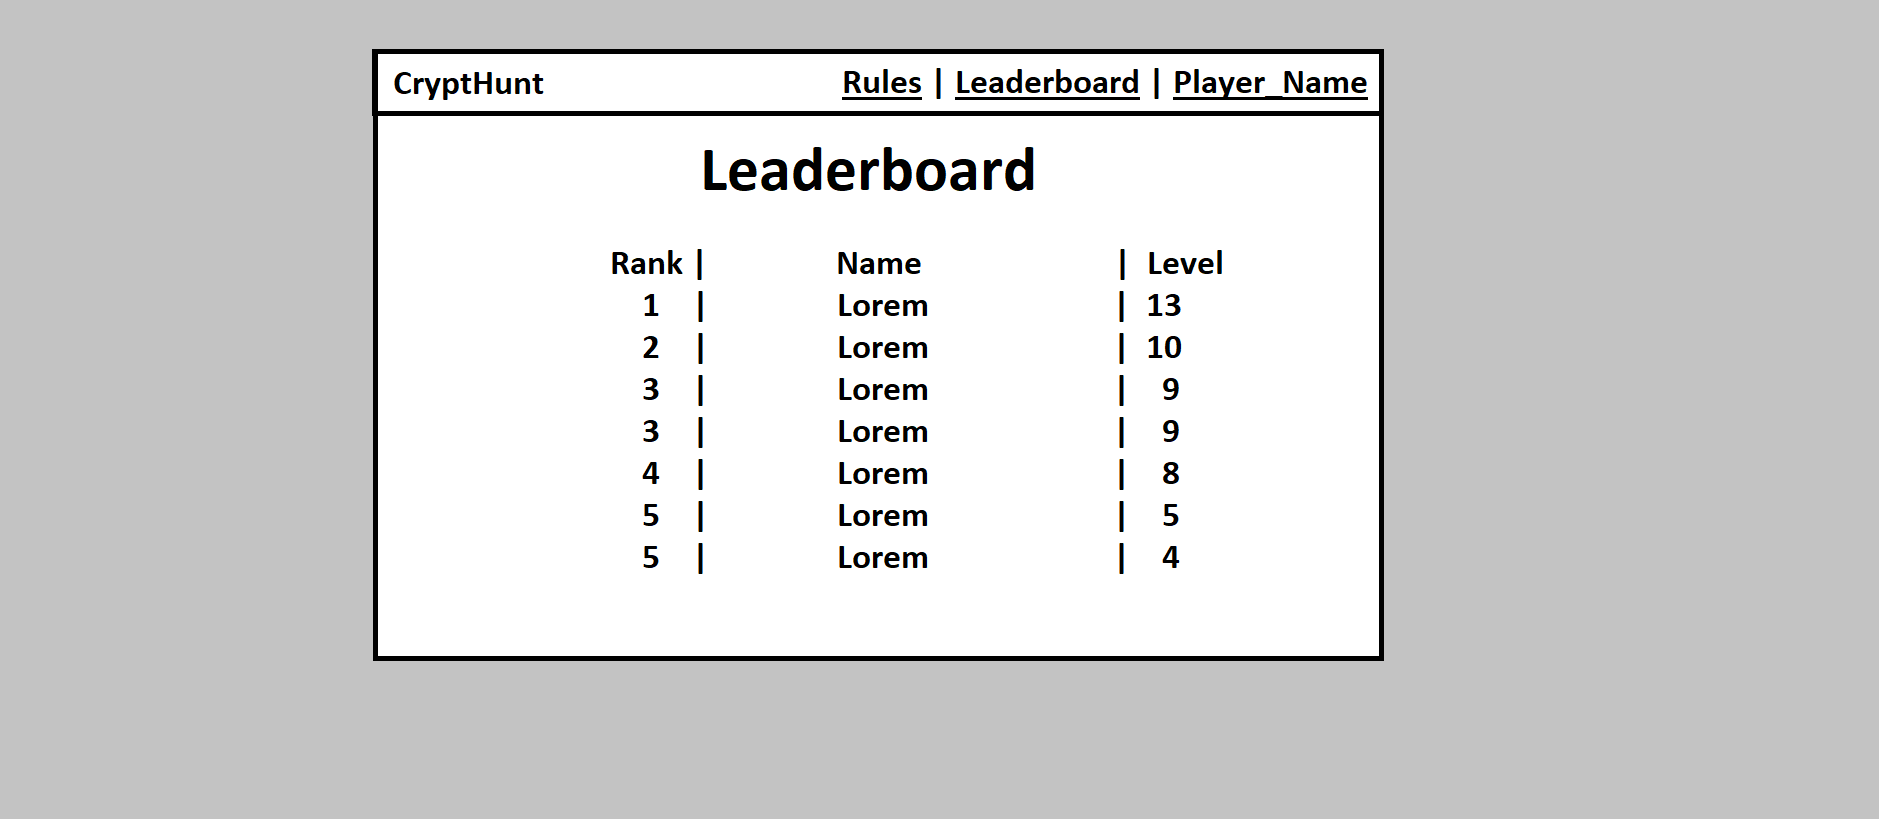 CryptHunt Rules | Leaderboard | Player_Name
Leaderboard
Rank | Name | Level
1 | Lorem | 13
2 | Lorem | 10
3 | Lorem | 9
3 | Lorem | 9
4 | Lorem | 8
5 | Lorem | 5
5 | Lorem | 4